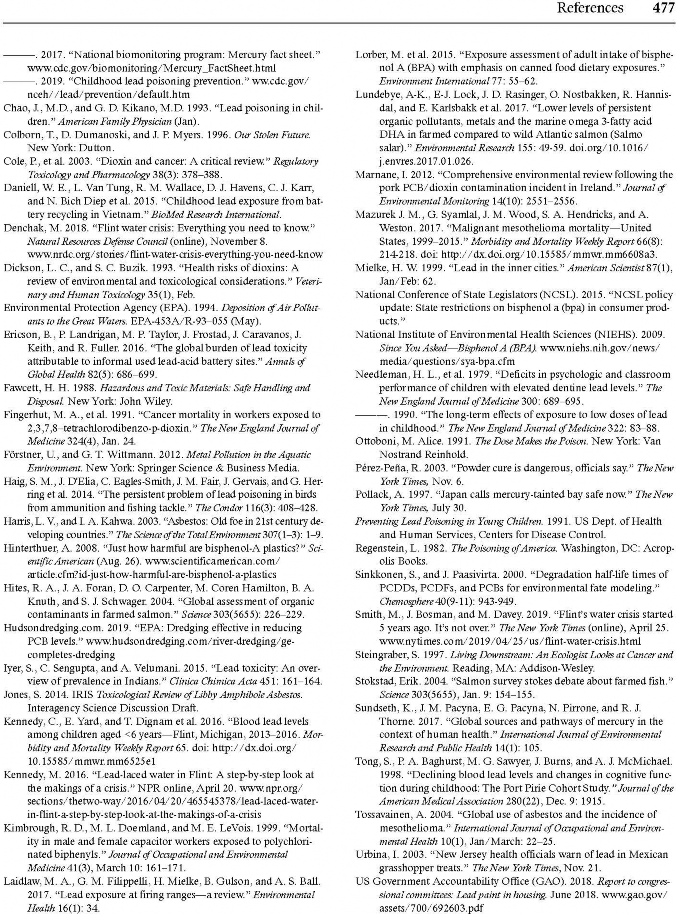 References 477
———. 2017. “National biomonitoring program: Mercury fact sheet.”
www.cdc.gov/biomonitoring/Mercury_FactSheet.html
———. 2019. “Childhood lead poisoning prevention.” ww.cdc.gov/
nceh//lead/prevention/default.htm
Chao, J., M.D., and G. D. Kikano, M.D. 1993. “Lead poisoning in chil-
dren.” American Family Physician (Jan).
Colborn, T., D. Dumanoski, and J. P. Myers. 1996. Our Stolen Future.
New York: Dutton.
Cole, P., et al. 2003. “Dioxin and cancer: A critical review.” Regulatory
Toxicology and Pharmacology 38(3): 378–388.
Daniell, W. E., L. Van Tung, R. M. Wallace, D. J. Havens, C. J. Karr,
and N. Bich Diep et al. 2015. “Childhood lead exposure from bat-
tery recycling in Vietnam.” BioMed Research International.
Denchak, M. 2018. “Flint water crisis: Everything you need to know.”
Natural Resources Defense Council (online), November 8.
www.nrdc.org/stories/flint-water-crisis-everything-you-need-know
Dickson, L. C., and S. C. Buzik. 1993. “Health risks of dioxins: A
review of environmental and toxicological considerations.” Veteri-
nary and Human Toxicology 35(1), Feb.
Environmental Protection Agency (EPA). 1994. Deposition of Air Pollut-
ants to the Great Waters. EPA-453/A/R-93–055 (May).
Ericson, B., P. Landrigan, M. P. Taylor, J. Frostad, J. Caravanos, J.
Keith, and R. Fuller. 2016. “The global burden of lead toxicity
attributable to informal used lead-acid battery sites.” Annals of
Global Health 82(5): 686–699.
Fawcett, H. H. 1988. Hazardous and Toxic Materials: Safe Handling and
Disposal. New York: John Wiley.
Fingerhut, M. A., et al. 1991. “Cancer mortality in workers exposed to
2,3,7,8–tetrachlorodibenzo-p-dioxin.” The New England Journal of
Medicine 324(4), Jan. 24.
Förstner, U., and G. T. Wittmann. 2012. Metal Pollution in the Aquatic
Environment. New York: Springer Science & Business Media.
Haig, S. M., J. D’Elia, C. Eagles-Smith, J. M. Fair, J. Gervais, and G. Her-
ring et al. 2014. “The persistent problem of lead poisoning in birds
from ammunition and fishing tackle.” The Condor 116(3): 408–428.
Harris, L. V., and I. A. Kahwa. 2003. “Asbestos: Old foe in 21st century de-
veloping countries.” The Science of the Total Environment 307(1–3): 1–9.
Hinterthuer, A. 2008. “Just how harmful are bisphenol-A plastics?” Sci-
entific American (Aug. 26). www.scientificamerican.com/
article.cfm?id-just-how-harmful-are-bisphenol-a-plastics
Hites, R. A., J. A. Foran, D. O. Carpenter, M. Coren Hamilton, B. A.
Knuth, and S. J. Schwager. 2004. “Global assessment of organic
contaminants in farmed salmon.” Science 303(5655): 226–229.
Hudsondredging.com. 2019. “EPA: Dredging effective in reducing
PCB levels.” www.hudsondredging.com/river-dredging/ge-
completes-dredging
Iyer, S., C. Sengupta, and A. Velumani. 2015. “Lead toxicity: An over-
view of prevalence in Indians.” Clinica Chimica Acta 451: 161–164.
Jones, S. 2014. IRIS Toxicological Review of Libby Amphibole Asbestos.
Interagency Science Discussion Draft.
Kennedy, C., E. Yard, and T. Dignam et al. 2016. “Blood lead levels
among children aged <6 years—Flint, Michigan, 2013–2016. Mor-
bidity and Mortality Weekly Report 65. doi: http://dx.doi.org/
10.15585/mmwr.mm6525e1
Kennedy, M. 2016. “Lead-laced water in Flint: A step-by-step look at
the makings of a crisis.” NPR online, April 20. www.npr.org/
sections/thetwo-way/2016/04/20/465545378/lead-laced-water-
in-flint-a-step-by-step-look-at-the-makings-of-a-crisis
Kimbrough, R. D., M. L. Doemland, and M. E. LeVois. 1999. “Mortal-
ity in male and female capacitor workers exposed to polychlori-
nated biphenyls.” Journal of Occupational and Environmental
Medicine 41(3), March 10: 161–171.
Laidlaw, M. A., G. M. Filippelli, H. Mielke, B. Gulson, and A. S. Ball.
2017. “Lead exposure at firing ranges—a review.” Environmental
Health 16(1): 34.
Lorber, M. et al. 2015. “Exposure assessment of adult intake of bisphe-
nol A (BPA) with emphasis on canned food dietary exposures.”
Environment International 77: 55–62.
Lundebye, A-K., E-J. Lock, J. D. Rasinger, O. Nostbakken, R. Hannis-
dal, and E. Karlsbakk et al. 2017. “Lower levels of persistent
organic pollutants, metals and the marine omega 3-fatty acid
DHA in farmed compared to wild Atlantic salmon (Salmo
salar).” Environmental Research 155: 49-59. doi.org/10.1016/
j.envres.2017.01.026.
Marnane, I. 2012. “Comprehensive environmental review following the
pork PCB/dioxin contamination incident in Ireland.” Journal of
Environmental Monitoring 14(10): 2551–2556.
Mazurek J. M., G. Syamlal, J. M. Wood, S. A. Hendricks, and A.
Weston. 2017. “Malignant mesothelioma mortality—United
States, 1999–2015.” Morbidity and Mortality Weekly Report 66(8):
214-218. doi: http://dx.doi.org/10.15585/mmwr.mm6608a3.
Mielke, H. W. 1999. “Lead in the inner cities.” American Scientist 87(1),
Jan/Feb: 62.
National Conference of State Legislators (NCSL). 2015. “NCSL policy
update: State restrictions on bisphenol a (bpa) in consumer prod-
ucts.”
National Institute of Environmental Health Sciences (NIEHS). 2009.
Since You Asked—Bisphenol A (BPA). www.niehs.nih.gov/news/
media/questions/sya-bpa.cfm
Needleman, H. L., et al. 1979. “Deficits in psychologic and classroom
performance of children with elevated dentine lead levels.” The
New England Journal of Medicine 300: 689–695.
———. 1990. “The long-term effects of exposure to low doses of lead
in childhood.” The New England Journal of Medicine 322: 83–88.
Ottoboni, M. Alice. 1991. The Dose Makes the Poison. New York: Van
Nostrand Reinhold.
Pérez-Peña, R. 2003. “Powder cure is dangerous, officials say.” The New
York Times, Nov. 6.
Pollack, A. 1997. “Japan calls mercury-tainted bay safe now.” The New
York Times, July 30.
Preventing Lead Poisoning in Young Children. 1991. US Dept. of Health
and Human Services, Centers for Disease Control.
Regenstein, L. 1982. The Poisoning of America. Washington, DC: Acrop-
olis Books.
Sinkkonen, S., and J. Paasivirta. 2000. “Degradation half-life times of
PCDDs, PCDFs, and PCBs for environmental fate modeling.”
Chemosphere 40(9-11): 943-949.
Smith, M., J. Bosman, and M. Davey. 2019. “Flint’s water crisis started
5 years ago. It’s not over.” The New York Times (online), April 25.
www.nytimes.com/2019/04/25/us/flint-water-crisis.html
Steingraber, S. 1997. Living Downstream: An Ecologist Looks at Cancer and
the Environment. Reading, MA: Addison-Wesley.
Stokstad, Erik. 2004. “Salmon survey stokes debate about farmed fish.”
Science 303(5655), Jan. 9: 154–155.
Sundseth, K., J. M. Pacyna, E. G. Pacyna, N. Pirrone, and R. J.
Thorne. 2017. “Global sources and pathways of mercury in the
context of human health.” International Journal of Environmental
Research and Public Health 14(1): 105.
Tong, S., P. A. Baghurst, M. G. Sawyer, J. Burns, and A. J. McMichael.
1998. “Declining blood lead levels and changes in cognitive func-
tion during childhood: The Port Pirie Cohort Study.” Journal of the
American Medical Association 280(22), Dec. 9: 1915.
Tossavainen, A. 2004. “Global use of asbestos and the incidence of
mesothelioma.” International Journal of Occupational and Environ-
mental Health 10(1), Jan/March: 22–25.
Urbina, I. 2003. “New Jersey health officials warn of lead in Mexican
grasshopper treats.” The New York Times, Nov. 21.
US Government Accountability Office (GAO). 2018. Report to congres-
sional committees: Lead paint in housing. June 2018. www.gao.gov/
assets/700/692603.pdf